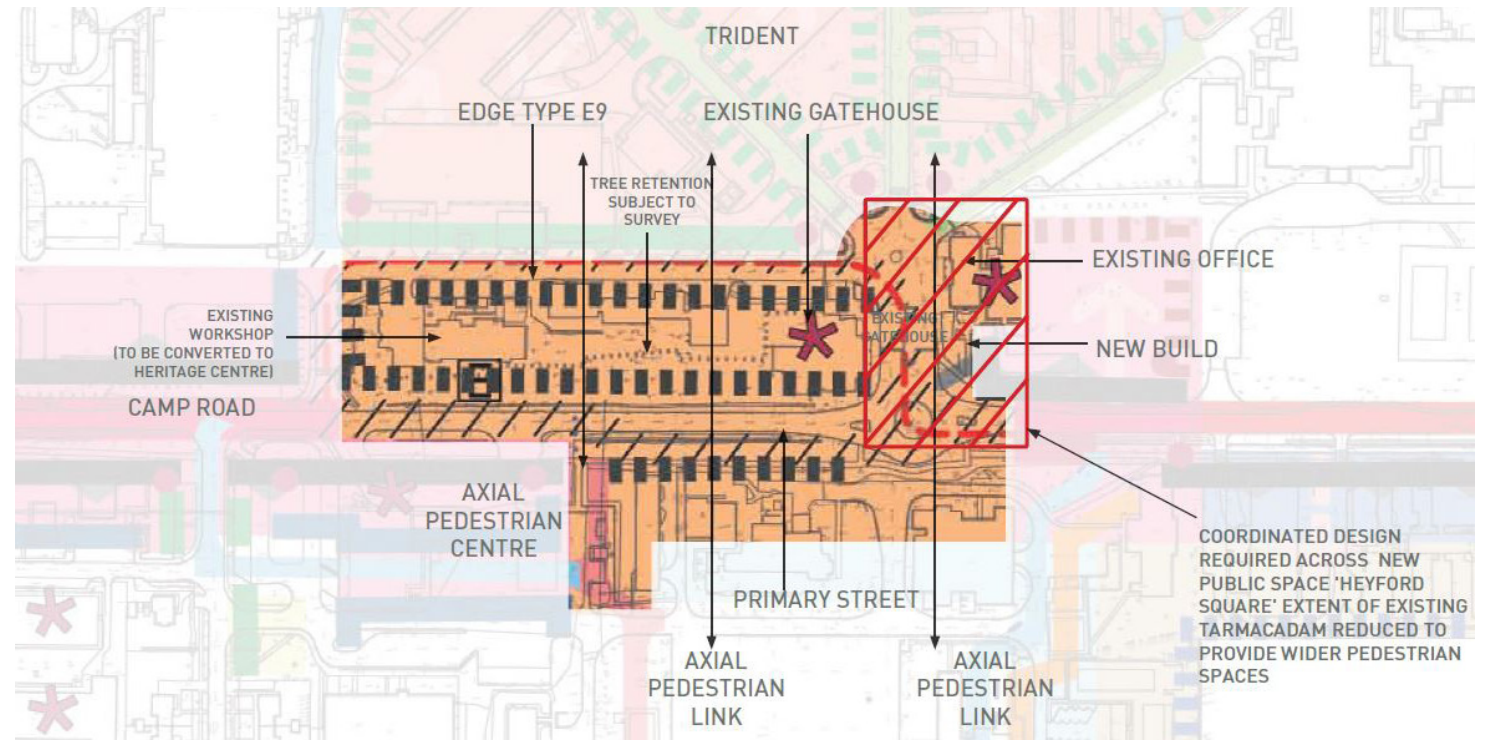 TRIDENT
EDGE TYPE E9
EXISTING GATEHOUSE
TREE RETENTION
SUBJECT TO
SURVEY
EXISTING OFFICE
EXISTING
WORKSHOP
(TO BE CONVERTED TO
HERITAGE CENTRE)
EXISTING
GATEHOUSE
NEW BUILD
CAMP ROAD
AXIAL
PEDESTRIAN
CENTRE
PRIMARY STREET
COORDINATED DESIGN
REQUIRED ACROSS NEW
PUBLIC SPACE 'HEYFORD
SQUARE' EXTENT OF EXISTING
TARMACADAM REDUCED TO
PROVIDE WIDER PEDESTRIAN
SPACES
AXIAL
PEDESTRIAN
LINK
AXIAL
PEDESTRIAN
LINK